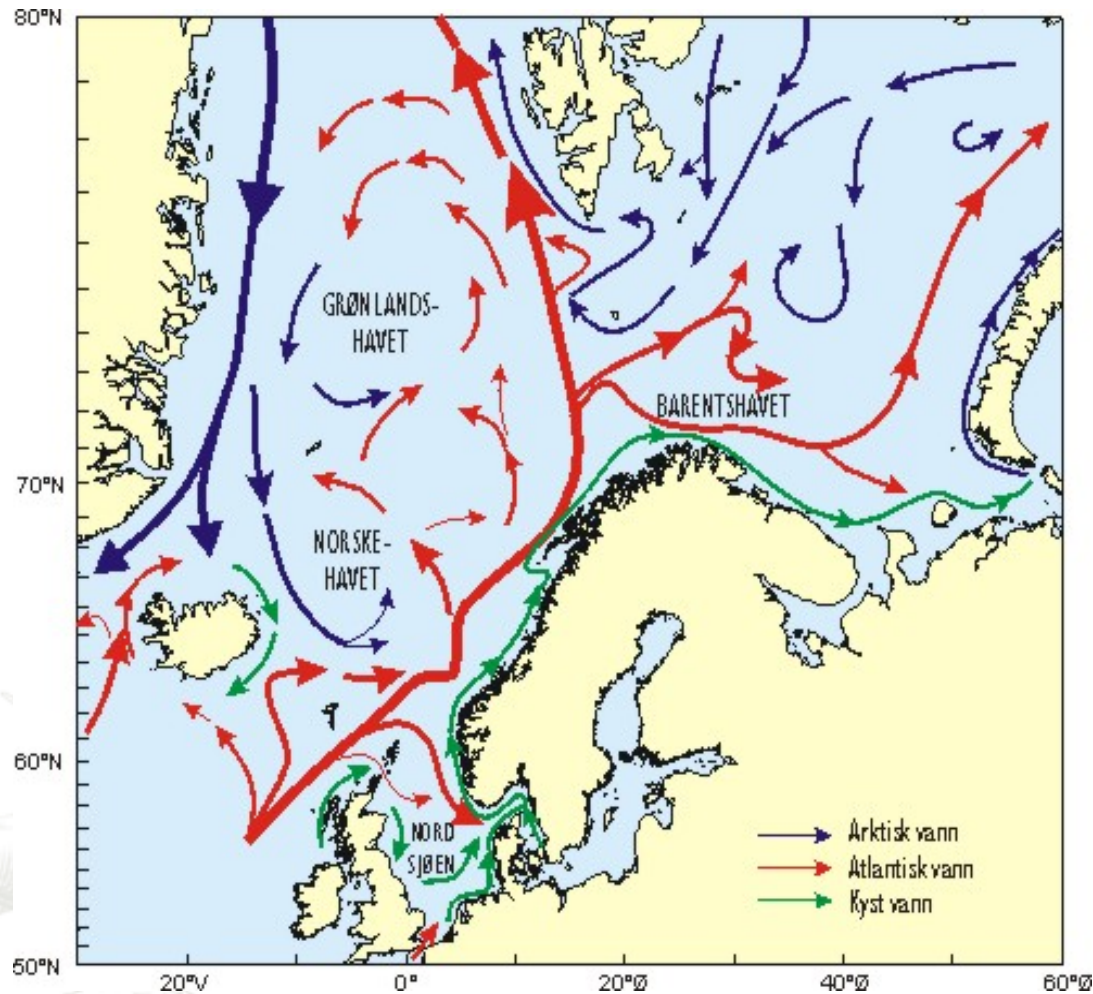 80°N
GRØNLANDS-
HAVET
BARENTSHAVET
70°N
NORSKE-
HAVET
60°N
NORD
SJØEN
Arktisk vann
Atlantisk vann
Kyst vann
50°N
20°V
0°
20°Ø
40°Ø
60°Ø